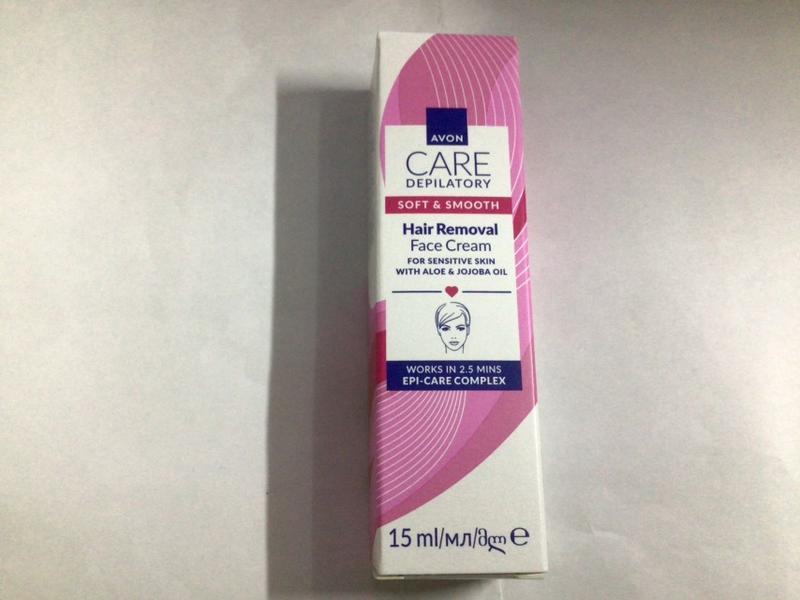 AVON
CARE
DEPILATORY
SOFT & SMOOTH
Hair Removal
Face Cream
FOR SENSITIVE SKIN
WITH ALOE & JOJOBA OIL
WORKS IN 2.5 MINS
EPI-CARE COMPLEX
15 ml/мл/მლ ℮